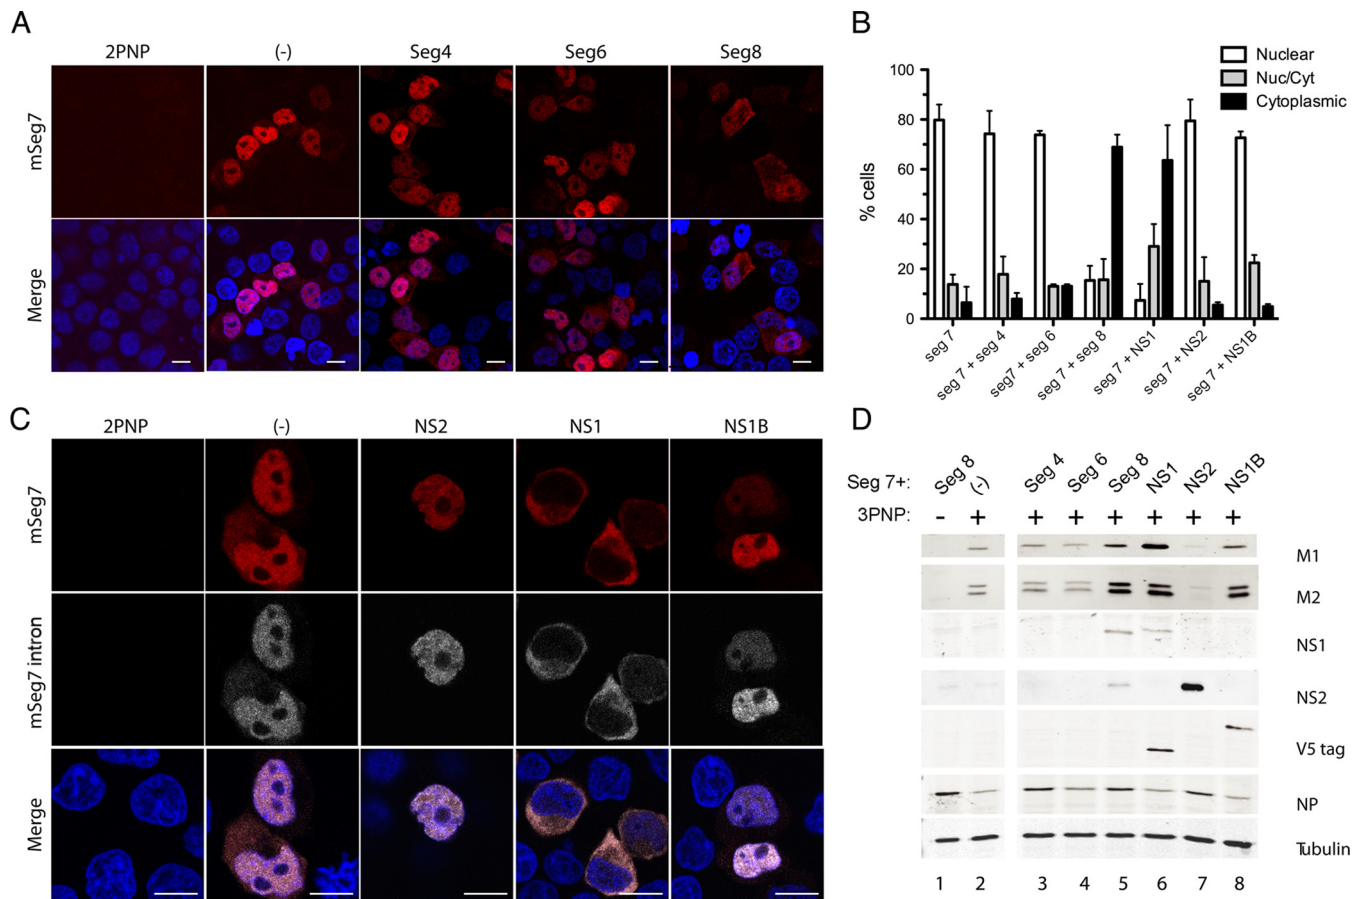 A
2PNP (-) Seg4 Seg6 Seg8
mSeg7
Merge
B
Nuclear
Nuc/Cyt
Cytoplasmic
% cells
100
80
60
40
20
0
seg 7
seg 7 + seg 4
seg7 + seg 6
seg 7 + seg 8
seg 7 + NS1
seg 7 + NS2
seg 7 + NS1B
C
2PNP (-) NS2 NS1 NS1B
mSeg7
mSeg7 intron
Merge
D
Seg 7+: Seg 8 (-) Seg 4 Seg 6 Seg 8 NS1 NS2 NS1B
3PNP: - + + + + + + +
M1
M2
NS1
NS2
V5 tag
NP
Tubulin
1 2 3 4 5 6 7 8